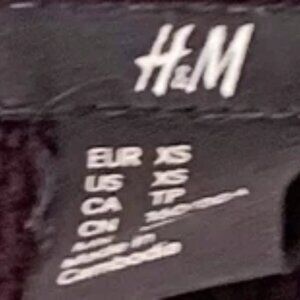 H&M
EUR XS
US XS
CA TP
CN
Made in
Cambodia